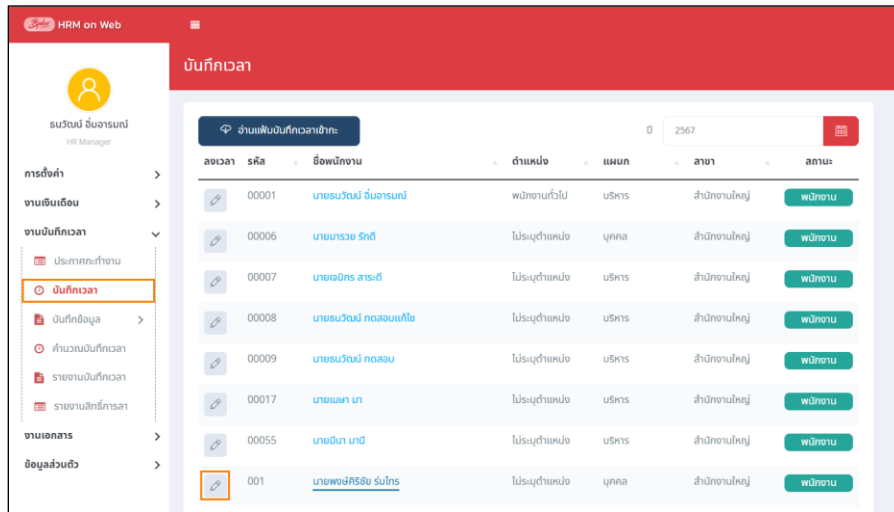 Bplus HRM on Web
บันทึกเวลา
ธนวัฒน์ อิ่มอารมณ์
HR Manager
การตั้งค่า
งานเงินเดือน
งานบันทึกเวลา
ประเภทกะทำงาน
บันทึกเวลา
บันทึกข้อมูล
คำนวณบันทึกเวลา
รายงานบันทึกเวลา
รายงานสิทธิ์การลา
งานเอกสาร
ข้อมูลส่วนตัว
อ่านแฟ้มบันทึกเวลาเข้ากะ ปี 2567
ลงเวลา รหัส ชื่อพนักงาน ตำแหน่ง แผนก สาขา สถานะ
00001 นายธนวัฒน์ อิ่มอารมณ์ พนักงานทั่วไป บริหาร สำนักงานใหญ่ พนักงาน
00006 นายมารวย รักดี ไม่ระบุตำแหน่ง บุคคล สำนักงานใหญ่ พนักงาน
00007 นายเจมิกร สาระดี ไม่ระบุตำแหน่ง บริหาร สำนักงานใหญ่ พนักงาน
00008 นายธนวัฒน์ ทดสอบแก้ไข ไม่ระบุตำแหน่ง บริหาร สำนักงานใหญ่ พนักงาน
00009 นายธนวัฒน์ ทดสอบ ไม่ระบุตำแหน่ง บริหาร สำนักงานใหญ่ พนักงาน
00017 นายเมษา มา ไม่ระบุตำแหน่ง บริหาร สำนักงานใหญ่ พนักงาน
00055 นายมีนา มานี ไม่ระบุตำแหน่ง บริหาร สำนักงานใหญ่ พนักงาน
001 นายพงษ์ศิริชัย ร่มไทร ไม่ระบุตำแหน่ง บุคคล สำนักงานใหญ่ พนักงาน